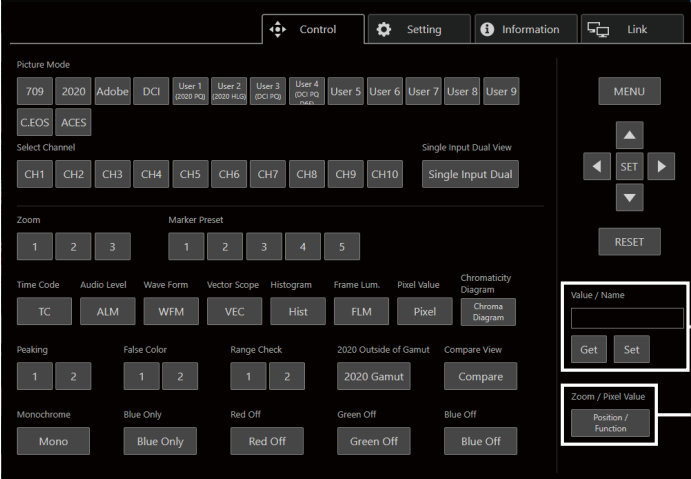 Control
Setting
Information
Link
Picture Mode
709
2020
Adobe
DCI
User 1
(2020 PQ)
User 2
(2020 HLG)
User 3
(DCI PQ)
User 4
(DCI PQ
D65)
User 5
User 6
User 7
User 8
User 9
C.EOS
ACES
Select Channel
CH1
CH2
CH3
CH4
CH5
CH6
CH7
CH8
CH9
CH10
Single Input Dual View
Single Input Dual
Zoom
1
2
3
Marker Preset
1
2
3
4
5
Time Code
TC
Audio Level
ALM
Wave Form
WFM
Vector Scope
VEC
Histogram
Hist
Frame Lum.
FLM
Pixel Value
Pixel
Chromaticity
Diagram
Chroma
Diagram
Peaking
1
2
False Color
1
2
Range Check
1
2
2020 Outside of Gamut
2020 Gamut
Compare View
Compare
Monochrome
Mono
Blue Only
Blue Only
Red Off
Red Off
Green Off
Green Off
Blue Off
Blue Off
MENU
SET
RESET
Value / Name
Get
Set
Zoom / Pixel Value
Position /
Function